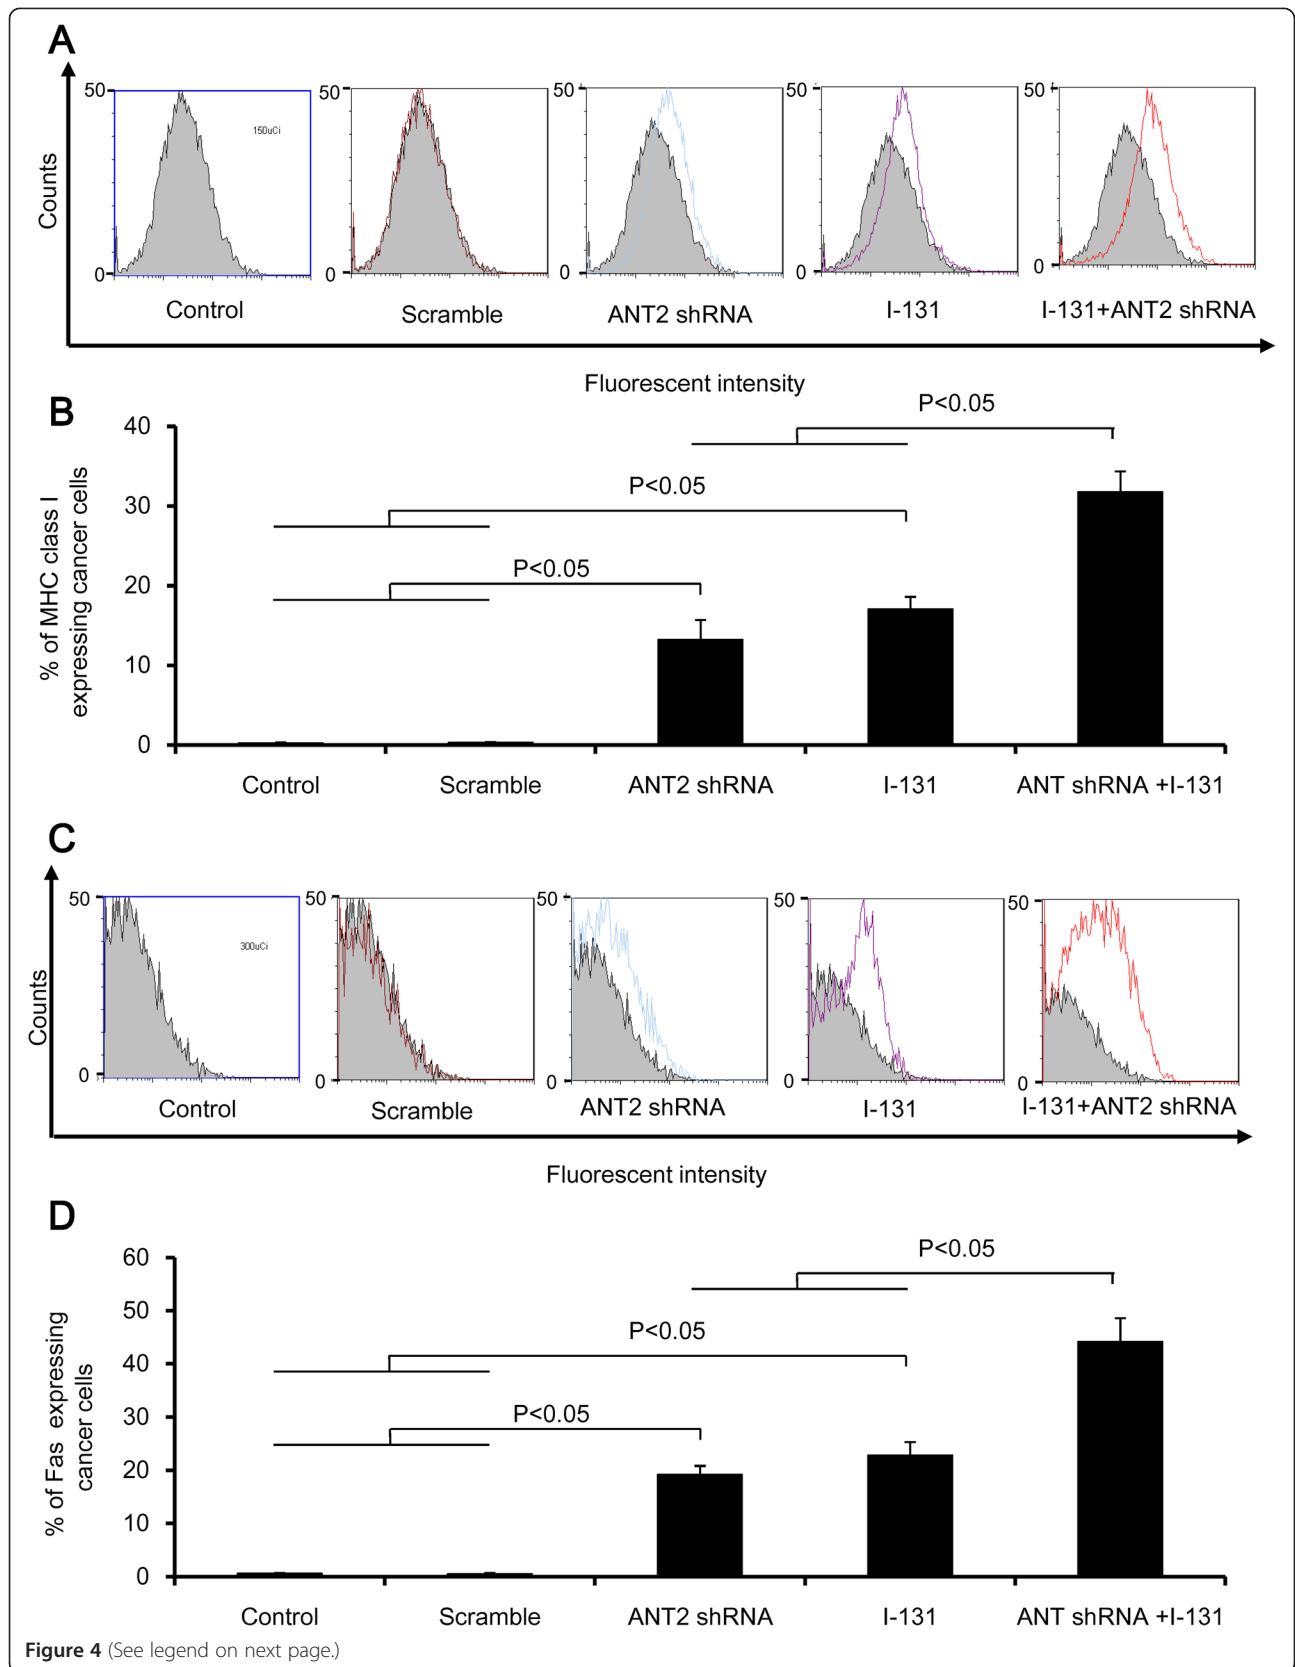 A
50
0
Counts
150uCi
Control
50
0
Scramble
50
0
ANT2 shRNA
50
0
I-131
50
0
I-131+ANT2 shRNA
Fluorescent intensity
B
% of MHC class I
expressing cancer cells
40
30
20
10
0
P<0.05
P<0.05
P<0.05
Control
Scramble
ANT2 shRNA
I-131
ANT shRNA +I-131
C
50
0
Counts
300uCi
Control
50
0
Scramble
50
0
ANT2 shRNA
50
0
I-131
50
0
I-131+ANT2 shRNA
Fluorescent intensity
D
% of Fas expressing
cancer cells
60
50
40
30
20
10
0
P<0.05
P<0.05
P<0.05
Control
Scramble
ANT2 shRNA
I-131
ANT shRNA +I-131
Figure 4 (See legend on next page.)